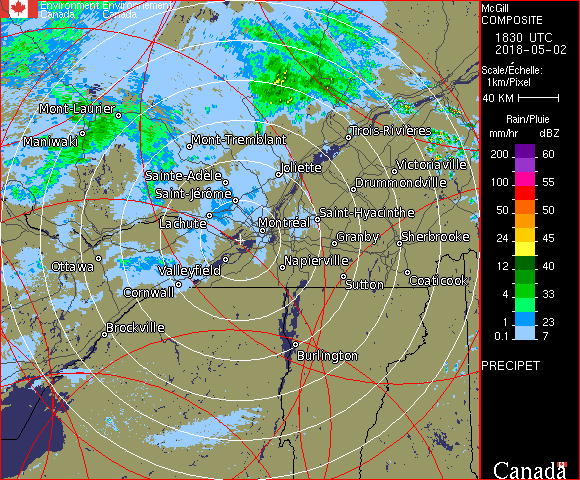 Environment Environnement
Canada Canada
McGill
COMPOSITE
1830 UTC
2018-05-02
Scale/Échelle:
1km/Pixel
40 KM
Rain/Pluie
mm/hr dBZ
200 60
100 55
50 50
24 45
12 40
4 33
1 23
0.1 7
PRECIPET
Canada
Mont-Laurier
Maniwaki
Mont-Tremblant
Trois-Rivières
Joliette
Victoriaville
Sainte-Adèle
Drummondville
Saint-Jérôme
Lachute
Saint-Hyacinthe
Montréal
Granby
Sherbrooke
Ottawa
Valleyfield
Napierville
Cornwall
Sutton
Coaticook
Brockville
Burlington